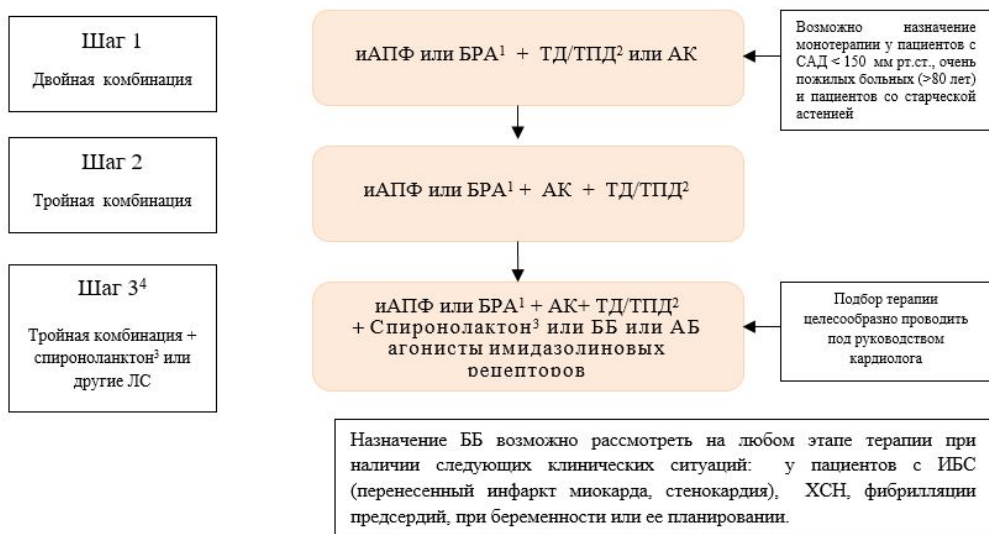 Шаг 1
Двойная комбинация
иАПФ или БРА¹ + ТД/ТПД² или АК
Возможно назначение
монотерапии у пациентов с
САД < 150 мм рт.ст., очень
пожилых больных (>80 лет)
и пациентов со старческой
астенией
Шаг 2
Тройная комбинация
иАПФ или БРА¹ + АК + ТД/ТПД²
Шаг 3⁴
Тройная комбинация +
спироноланктон³ или
другие ЛС
иАПФ или БРА¹ + АК+ ТД/ТПД²
+ Спиронолактон³ или ББ или АБ
агонисты имидазолиновых
рецепторов
Подбор терапии
целесообразно проводить
под руководством
кардиолога
Назначение ББ возможно рассмотреть на любом этапе терапии при
наличии следующих клинических ситуаций: у пациентов с ИБС
(перенесенный инфаркт миокарда, стенокардия), ХСН, фибрилляции
предсердий, при беременности или ее планировании.